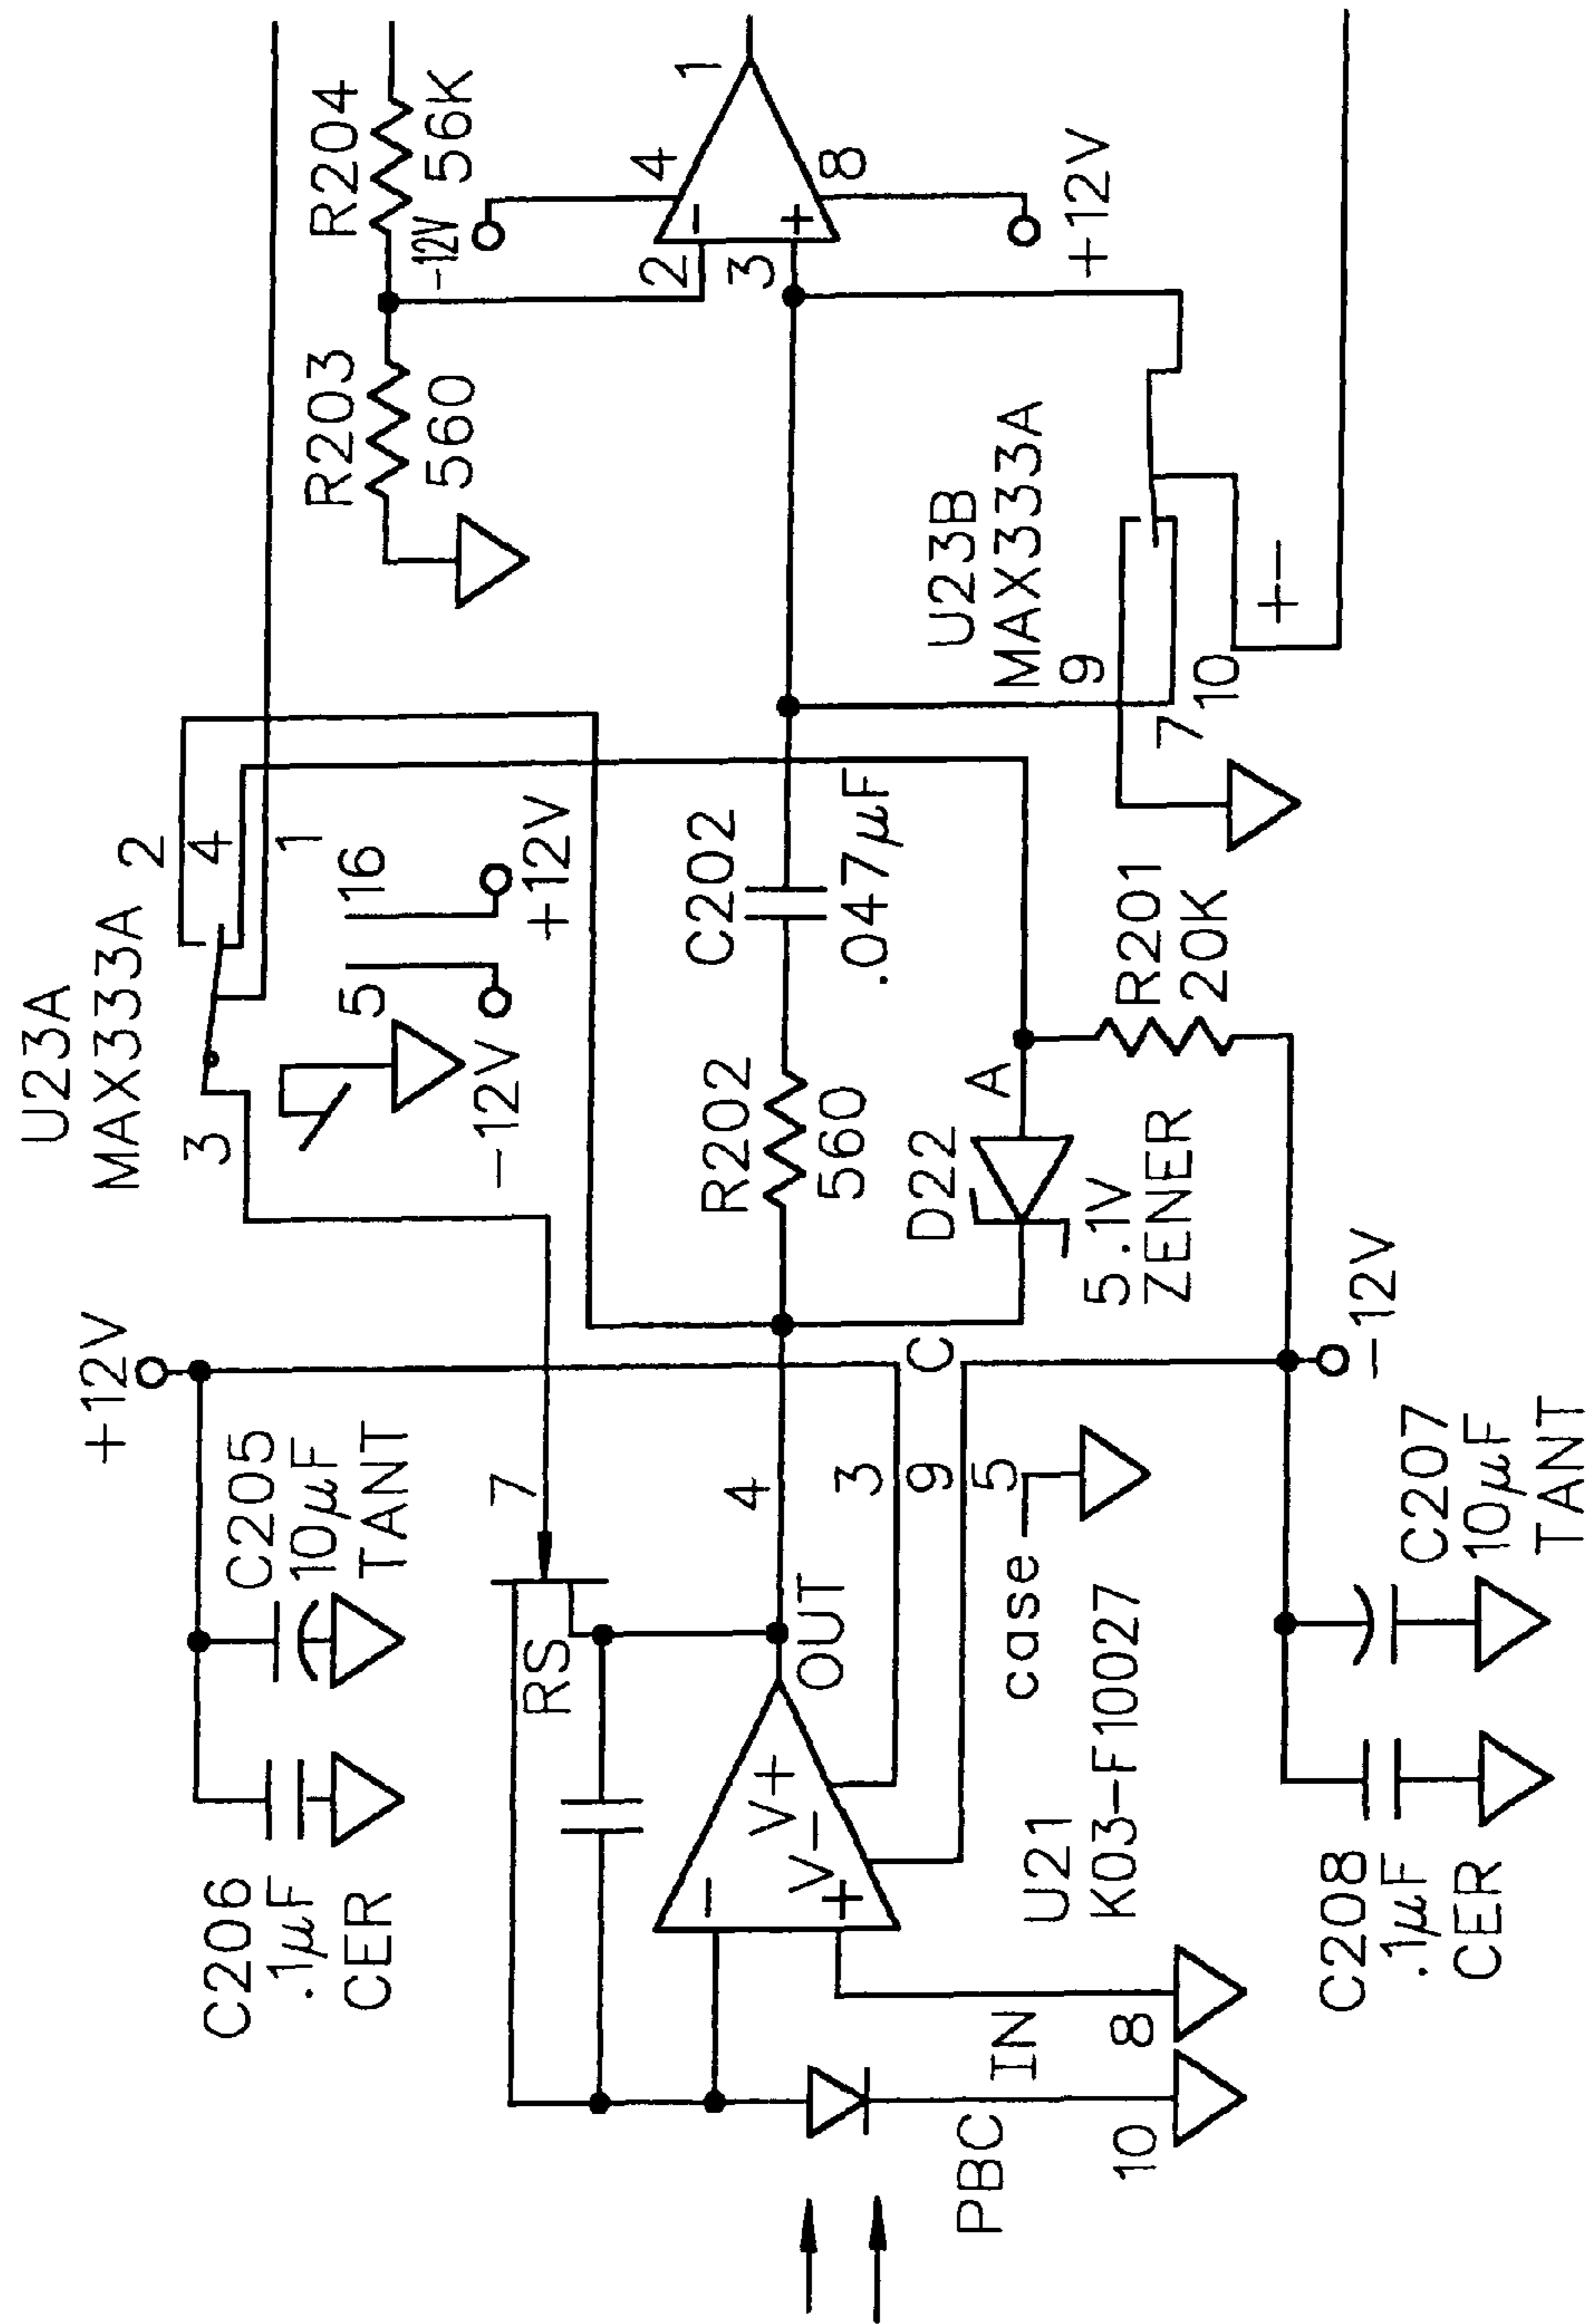 U23A
MAX333A
2
4
1
3
5
16
-12V
+12V
R203
560
R204
56K
-12V
4
2
3
1
8
+12V
+12V
C205
10µF
TANT
C206
.1µF
CER
7
RS
4
OUT
3
9
5
case
V+
V-
-
+
U21
K03-F10027
PBC
IN
10
8
R202
560
C202
.047µF
D22
C
A
5.1V
ZENER
R201
20K
U23B
MAX333A
9
7
10
+-
-
+
-12V
C207
10µF
TANT
C208
.1µF
CER